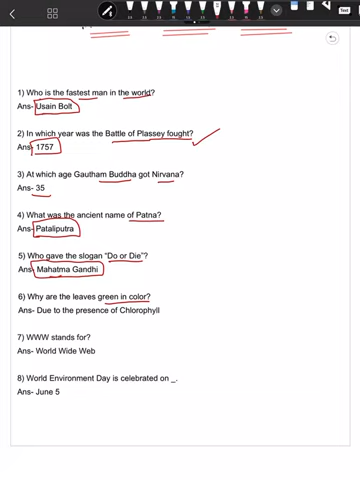 1) Who is the fastest man in the world?
Ans- Usain Bolt
2) In which year was the Battle of Plassey fought?
Ans- 1757
3) At which age Gautham Buddha got Nirvana?
Ans- 35
4) What was the ancient name of Patna?
Ans- Pataliputra
5) Who gave the slogan “Do or Die”?
Ans- Mahatma Gandhi
6) Why are the leaves green in color?
Ans- Due to the presence of Chlorophyll
7) WWW stands for?
Ans- World Wide Web
8) World Environment Day is celebrated on _.
Ans- June 5